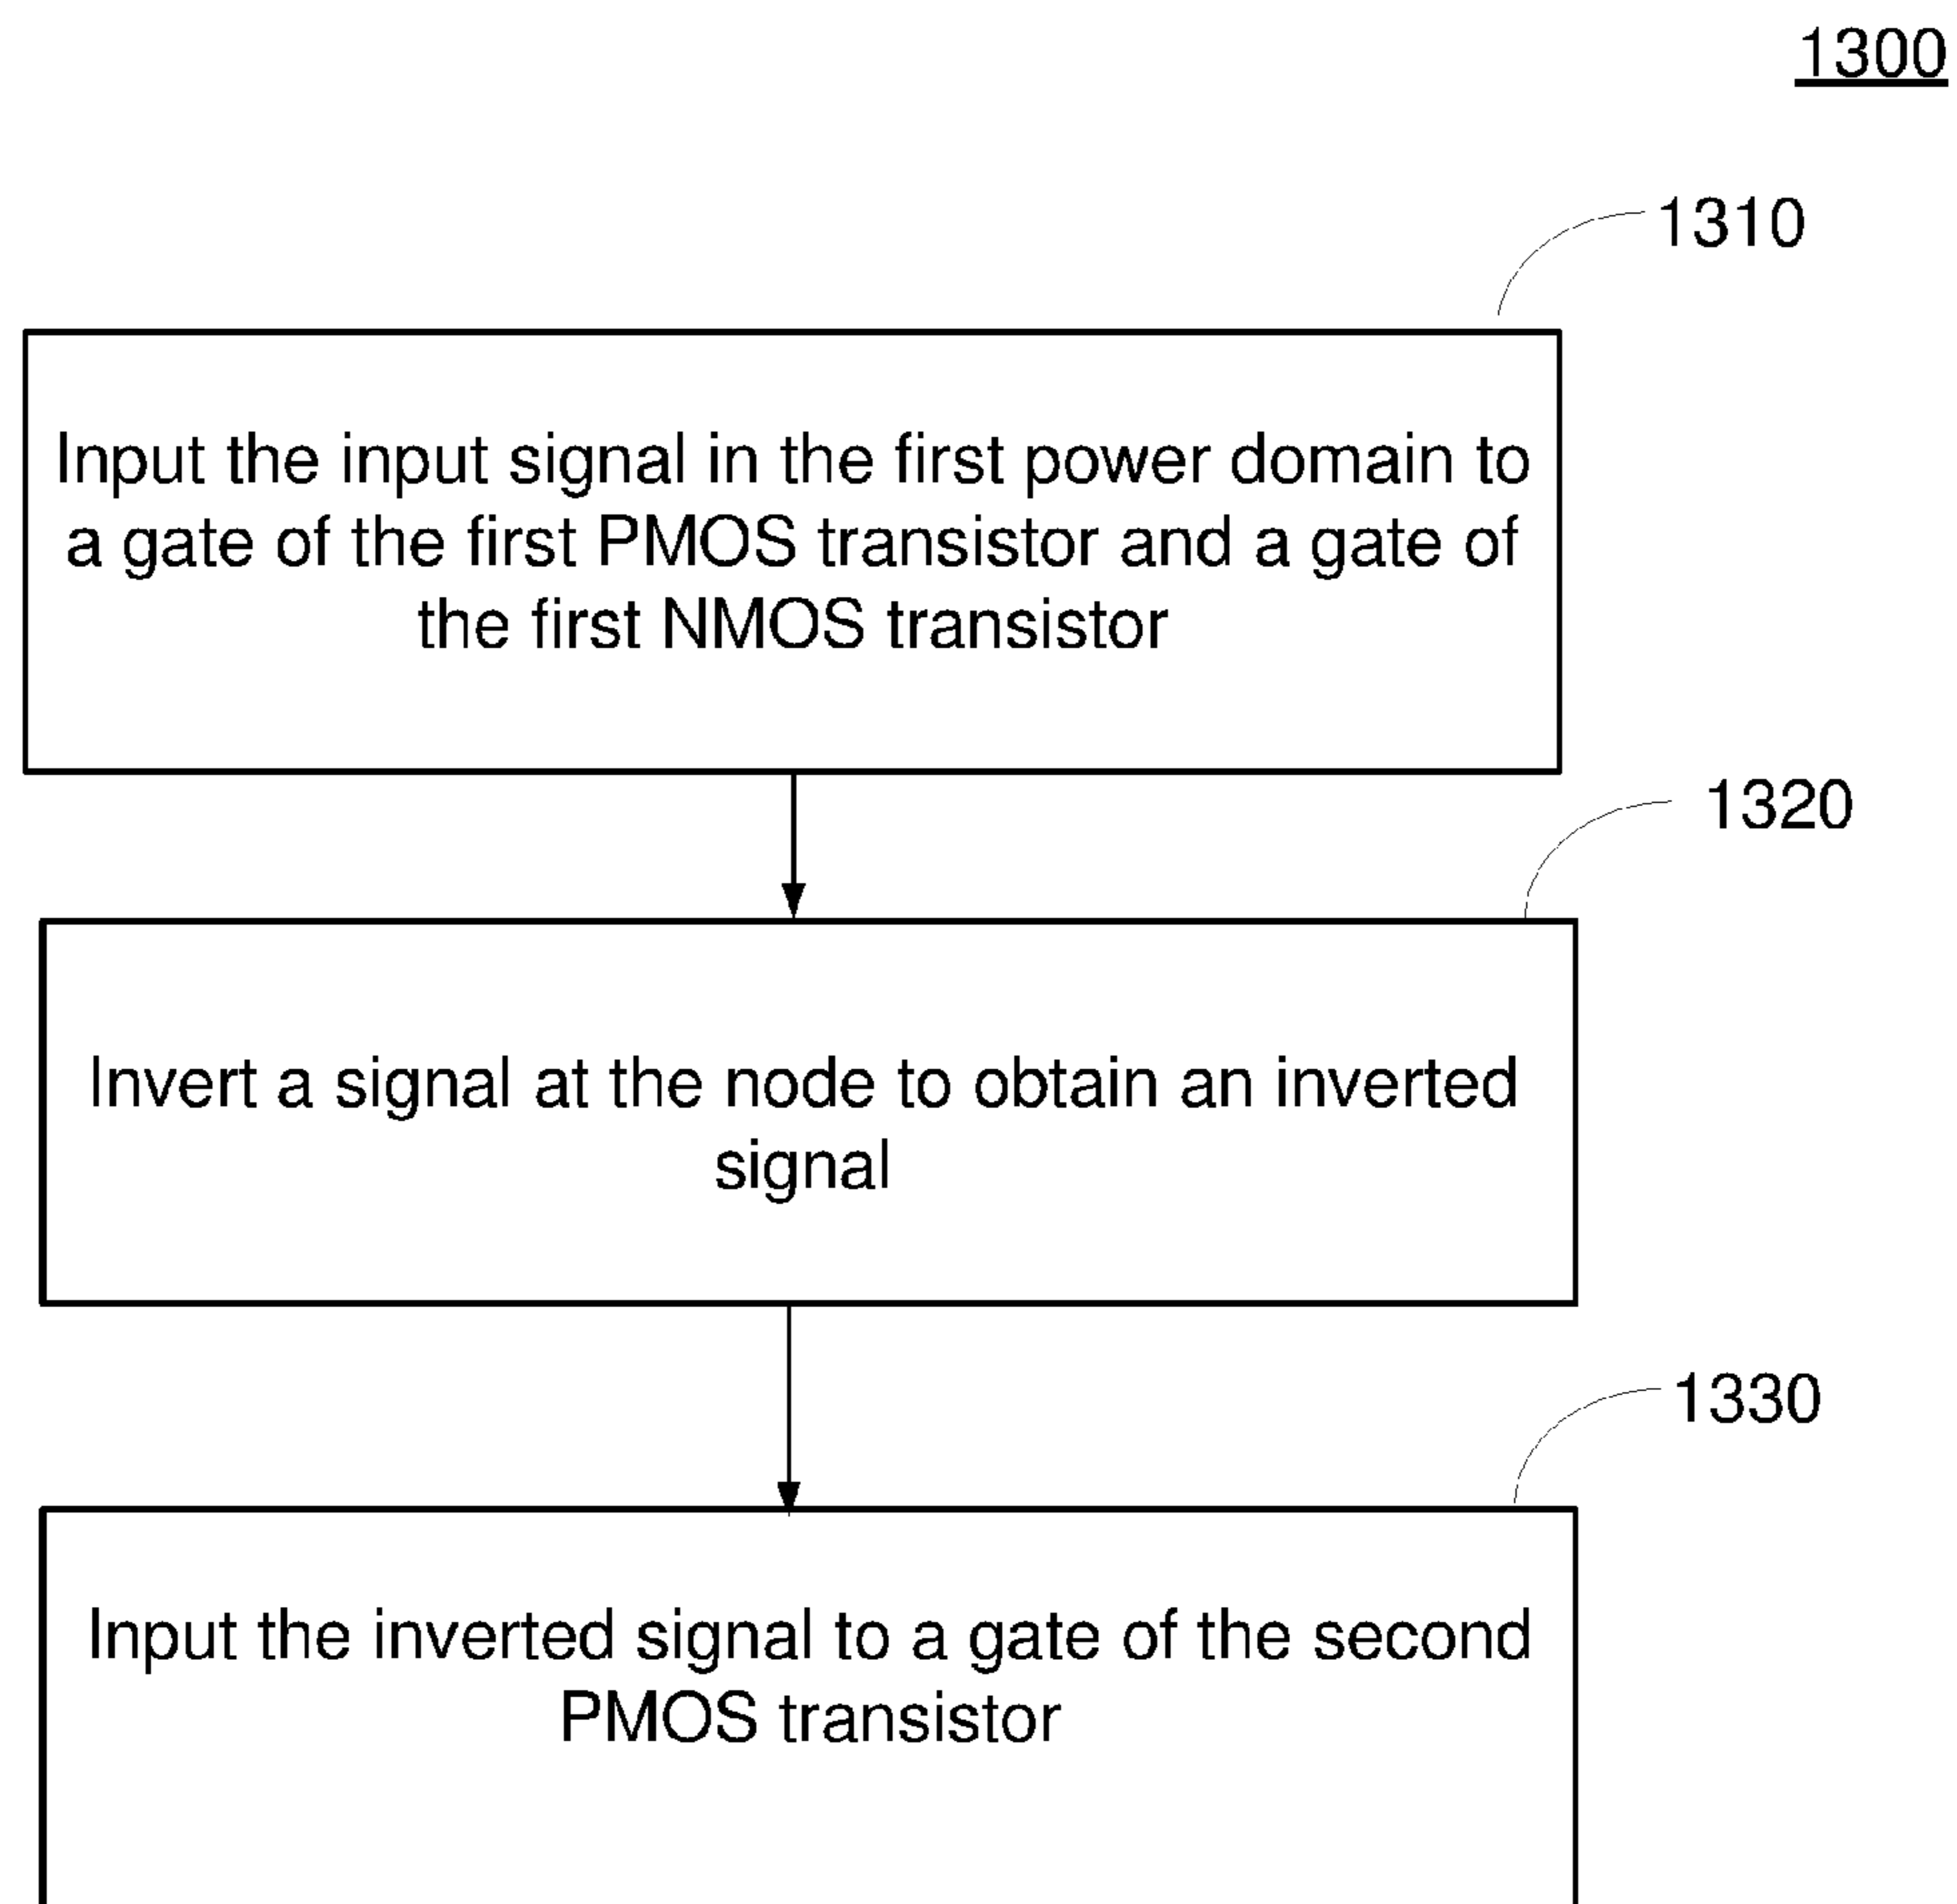 1300
1310
Input the input signal in the first power domain to
a gate of the first PMOS transistor and a gate of
the first NMOS transistor
1320
Invert a signal at the node to obtain an inverted
signal
1330
Input the inverted signal to a gate of the second
PMOS transistor